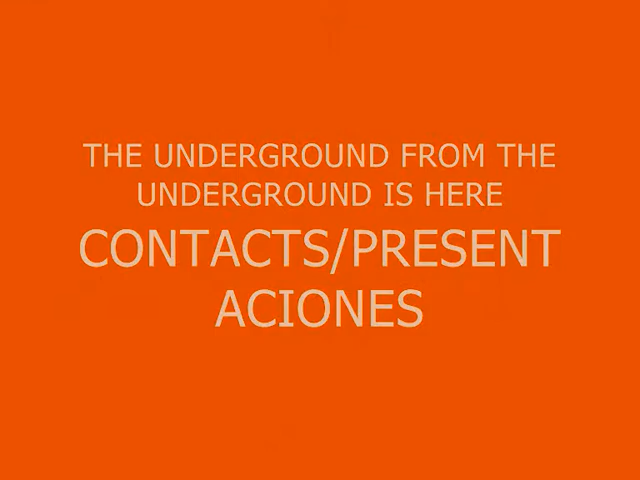 THE UNDERGROUND FROM THE
UNDERGROUND IS HERE
CONTACTS/PRESENT
ACIONES